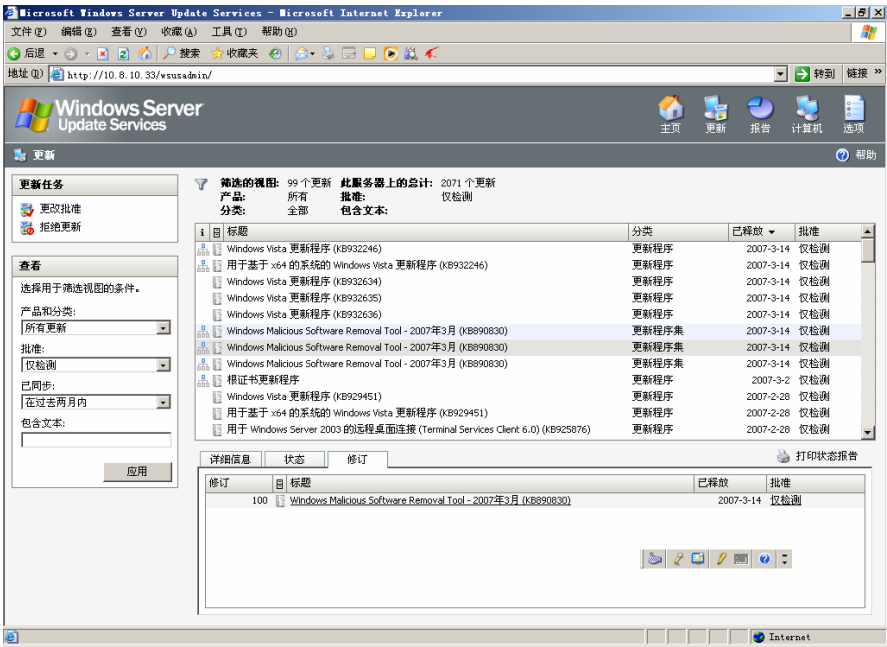 Microsoft Windows Server Update Services - Microsoft Internet Explorer
文件(F) 编辑(E) 查看(V) 收藏(A) 工具(T) 帮助(H)
后退 搜索 收藏夹
地址(D) http://10.8.10.33/wsusadmin/ 转到 链接 »
Windows Server
Update Services
主页 更新 报告 计算机 选项
更新 帮助
更新任务
更改批准
拒绝更新
查看
选择用于筛选视图的条件。
产品和分类:
所有更新
批准:
仅检测
已同步:
在过去两月内
包含文本:
应用
筛选的视图: 99 个更新 此服务器上的总计: 2071 个更新
产品: 所有 批准: 仅检测
分类: 全部 包含文本:
i 标题 分类 已释放 批准
Windows Vista 更新程序 (KB932246) 更新程序 2007-3-14 仅检测
用于基于 x64 的系统的 Windows Vista 更新程序 (KB932246) 更新程序 2007-3-14 仅检测
Windows Vista 更新程序 (KB932634) 更新程序 2007-3-14 仅检测
Windows Vista 更新程序 (KB932635) 更新程序 2007-3-14 仅检测
Windows Vista 更新程序 (KB932636) 更新程序 2007-3-14 仅检测
Windows Malicious Software Removal Tool - 2007年3月 (KB890830) 更新程序集 2007-3-14 仅检测
Windows Malicious Software Removal Tool - 2007年3月 (KB890830) 更新程序集 2007-3-14 仅检测
Windows Malicious Software Removal Tool - 2007年3月 (KB890830) 更新程序集 2007-3-14 仅检测
根证书更新程序 更新程序 2007-3-2 仅检测
Windows Vista 更新程序 (KB929451) 更新程序 2007-2-28 仅检测
用于基于 x64 的系统的 Windows Vista 更新程序 (KB929451) 更新程序 2007-2-28 仅检测
用于 Windows Server 2003 的远程桌面连接 (Terminal Services Client 6.0) (KB925876) 更新程序 2007-2-28 仅检测
详细信息 状态 修订 打印状态报告
修订 标题 已释放 批准
100 Windows Malicious Software Removal Tool - 2007年3月 (KB890830) 2007-3-14 仅检测
Internet